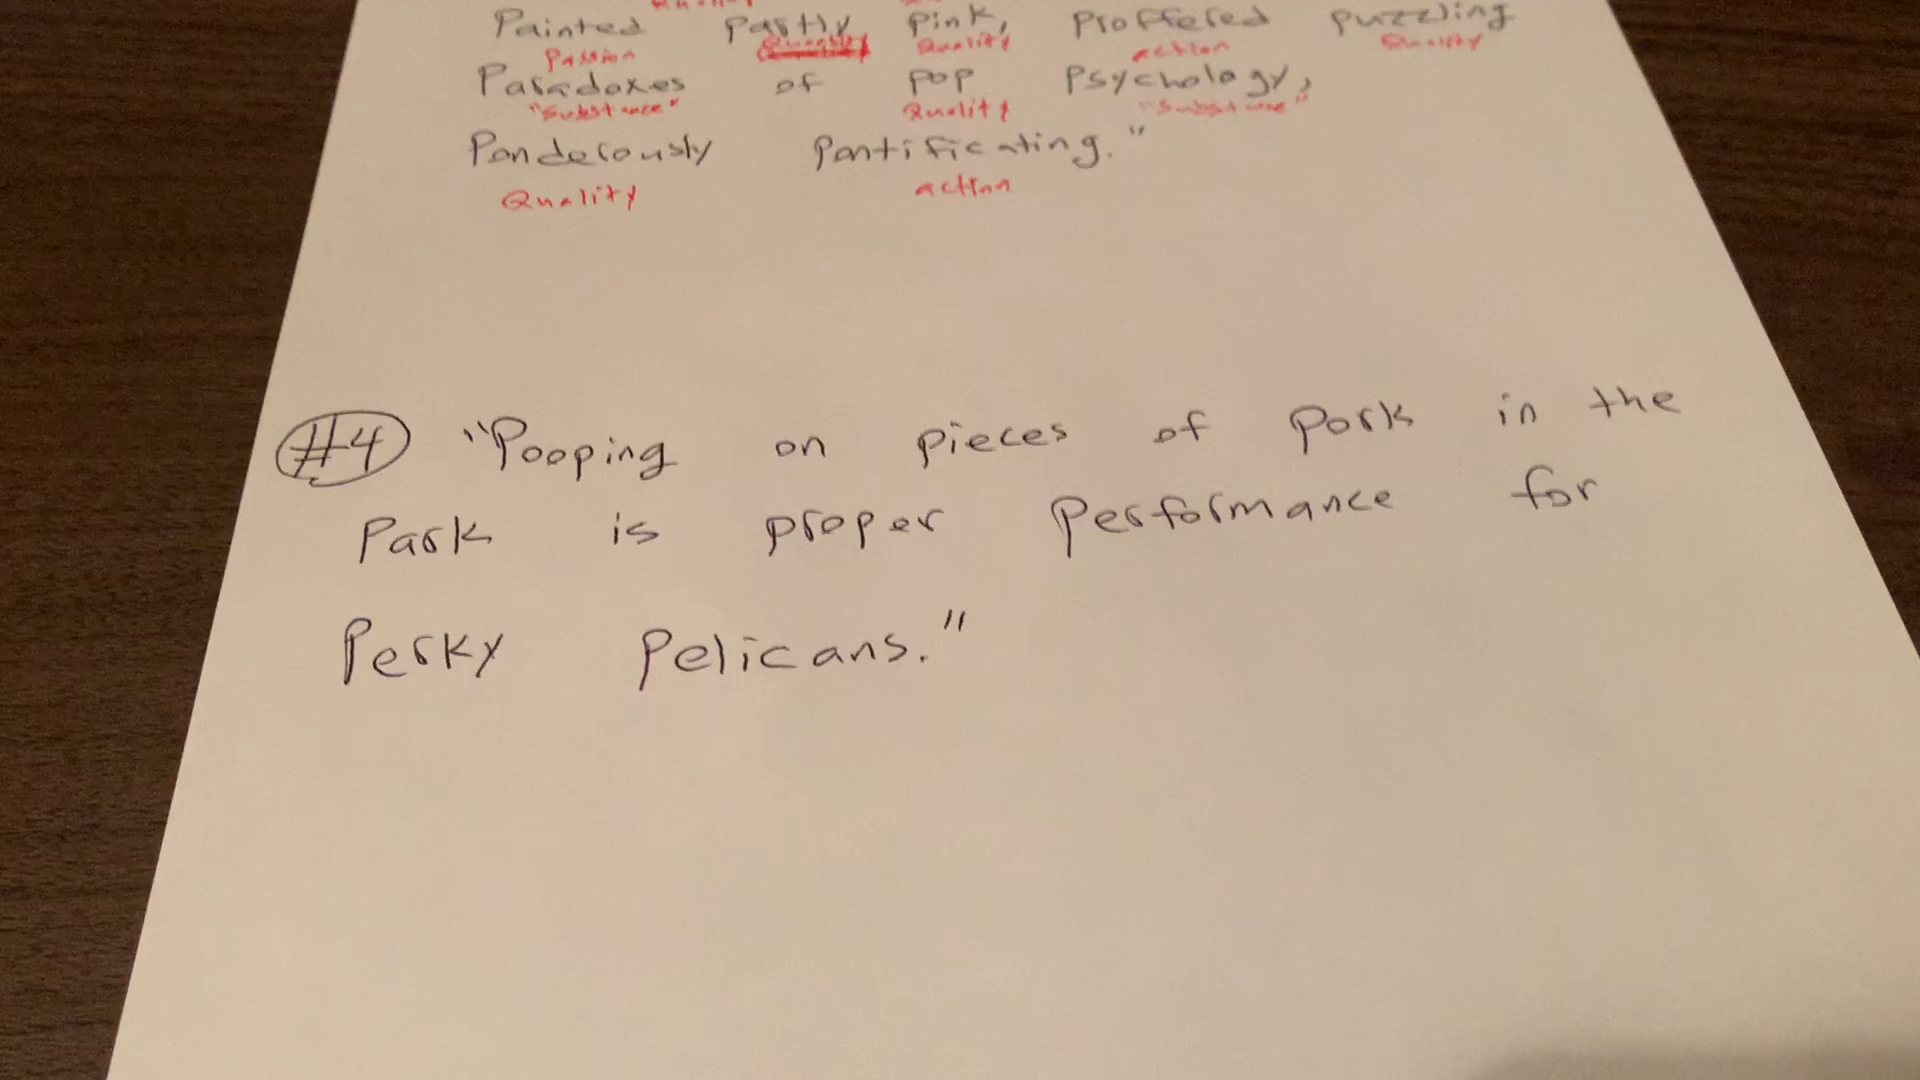 Painted Partly Pink, Proffered puzzling
Passion Quality action Quality
Paradoxes of POP Psychology,
"Substance" Quality "Substance"
Ponderously Pontificating."
Quality action
#4 "Pooping on pieces of Pork in the
Park is proper Performance for
Perky Pelicans."